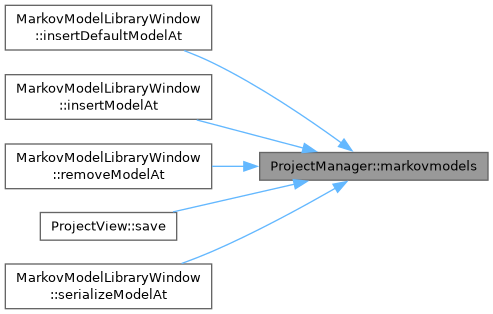 MarkovModelLibraryWindow
::insertDefaultModelAt
MarkovModelLibraryWindow
::insertModelAt
ProjectManager::markovmodels
MarkovModelLibraryWindow
::removeModelAt
ProjectView::save
MarkovModelLibraryWindow
::serializeModelAt